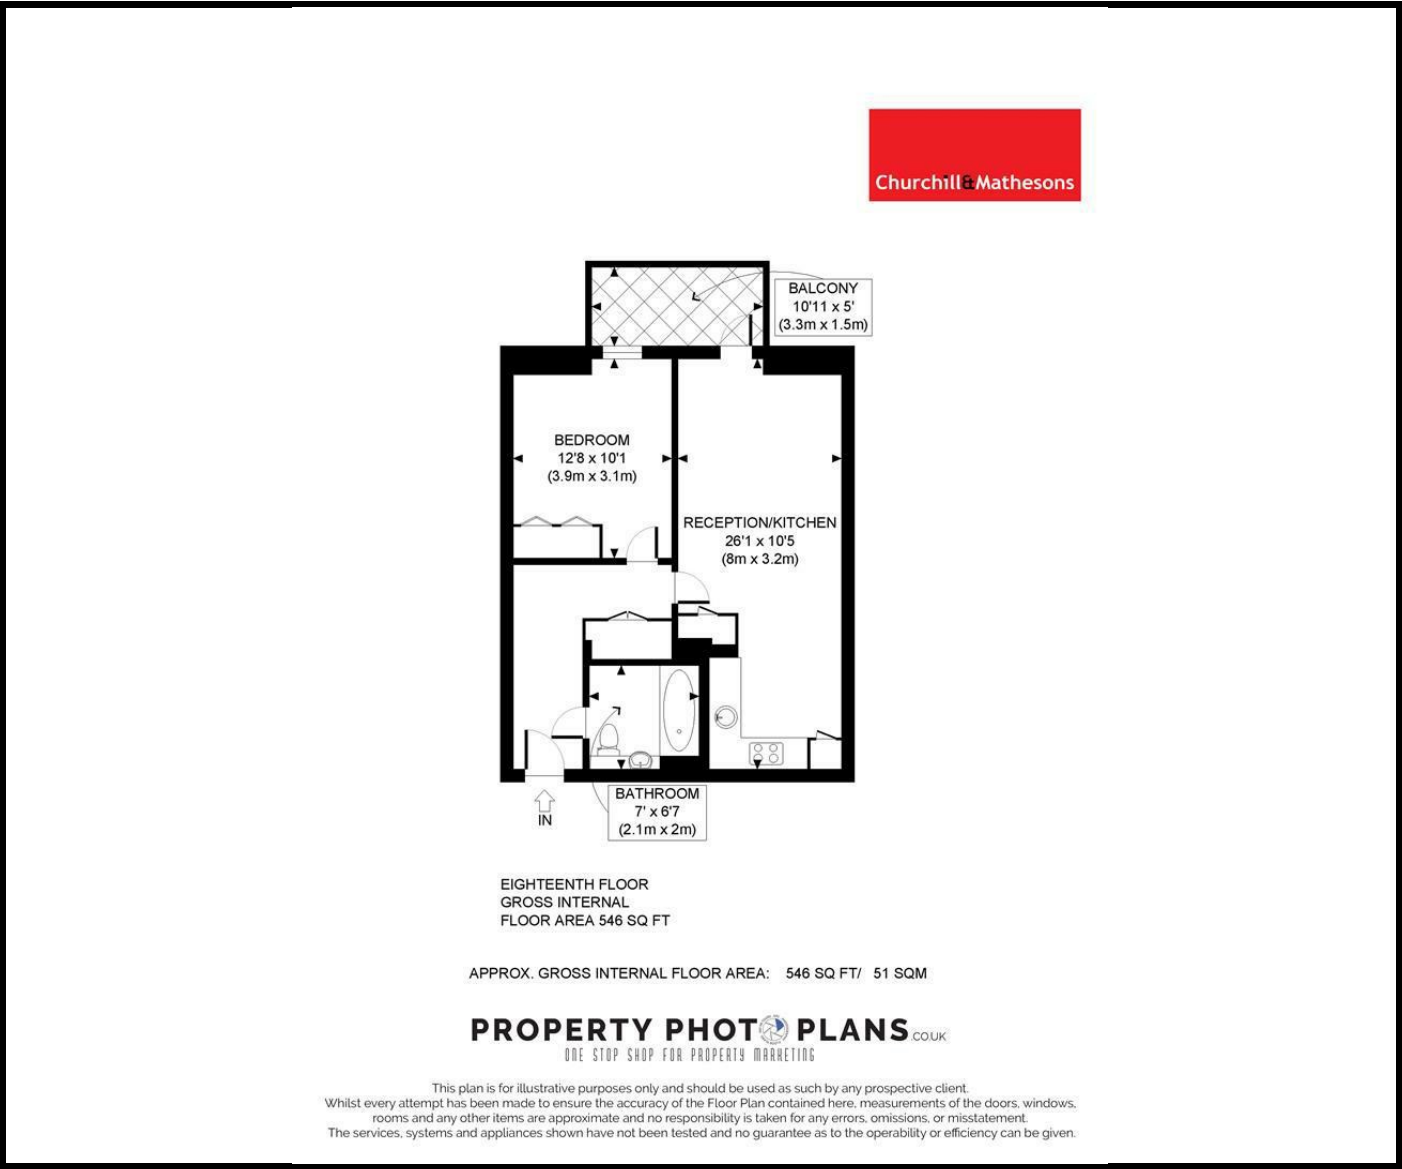 Churchill&Mathesons
BALCONY
10'11 x 5'
(3.3m x 1.5m)
BEDROOM
12'8 x 10'1
(3.9m x 3.1m)
RECEPTION/KITCHEN
26'1 x 10'5
(8m x 3.2m)
BATHROOM
7' x 6'7
(2.1m x 2m)
IN
EIGHTEENTH FLOOR
GROSS INTERNAL
FLOOR AREA 546 SQ FT
APPROX. GROSS INTERNAL FLOOR AREA: 546 SQ FT/ 51 SQM
PROPERTY PHOTO PLANS.CO.UK
ONE STOP SHOP FOR PROPERTY MARKETING
This plan is for illustrative purposes only and should be used as such by any prospective client.
Whilst every attempt has been made to ensure the accuracy of the Floor Plan contained here, measurements of the doors, windows,
rooms and any other items are approximate and no responsibility is taken for any errors, omissions, or misstatement.
The services, systems and appliances shown have not been tested and no guarantee as to the operability or efficiency can be given.